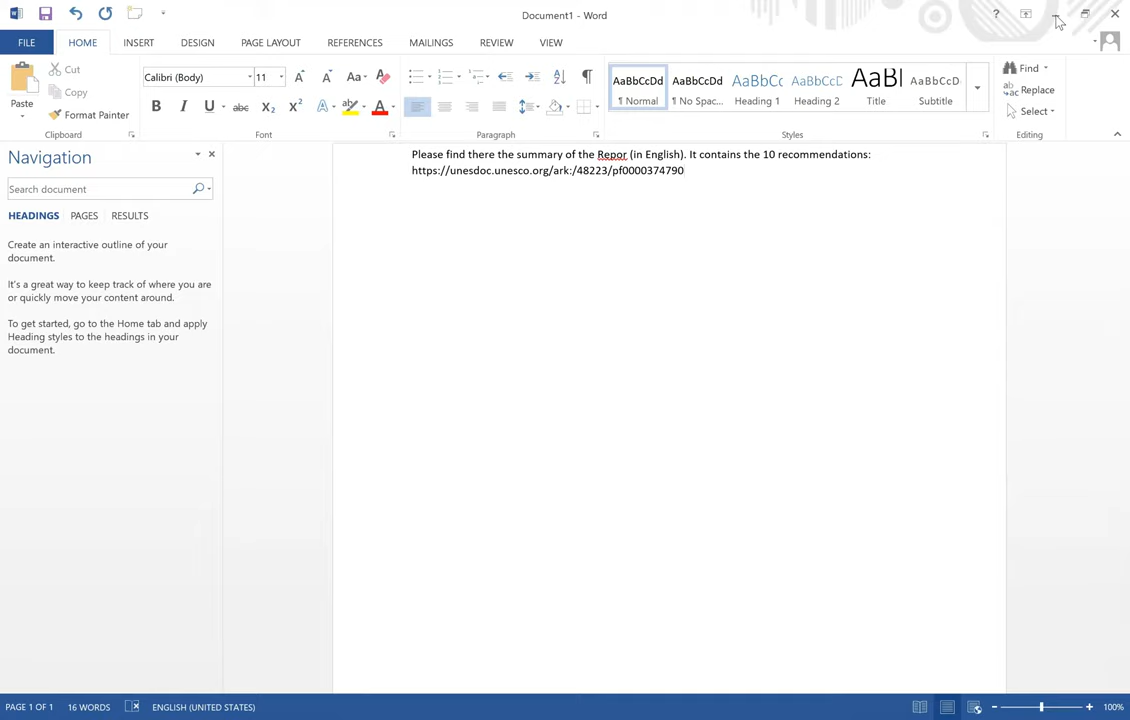 Document1 - Word
?
FILE HOME INSERT DESIGN PAGE LAYOUT REFERENCES MAILINGS REVIEW VIEW
Paste
Cut
Copy
Format Painter
Clipboard
Calibri (Body) 11
Font
Paragraph
AaBbCcDd AaBbCcDd AaBbCc AaBbCcD AaBl AaBbCcD
¶ Normal ¶ No Spac... Heading 1 Heading 2 Title Subtitle
Styles
Find
Replace
Select
Editing
Navigation
Search document
HEADINGS PAGES RESULTS
Create an interactive outline of your
document.
It's a great way to keep track of where you are
or quickly move your content around.
To get started, go to the Home tab and apply
Heading styles to the headings in your
document.
Please find there the summary of the Repor (in English). It contains the 10 recommendations:
https://unesdoc.unesco.org/ark:/48223/pf0000374790
PAGE 1 OF 1 16 WORDS ENGLISH (UNITED STATES) 100%